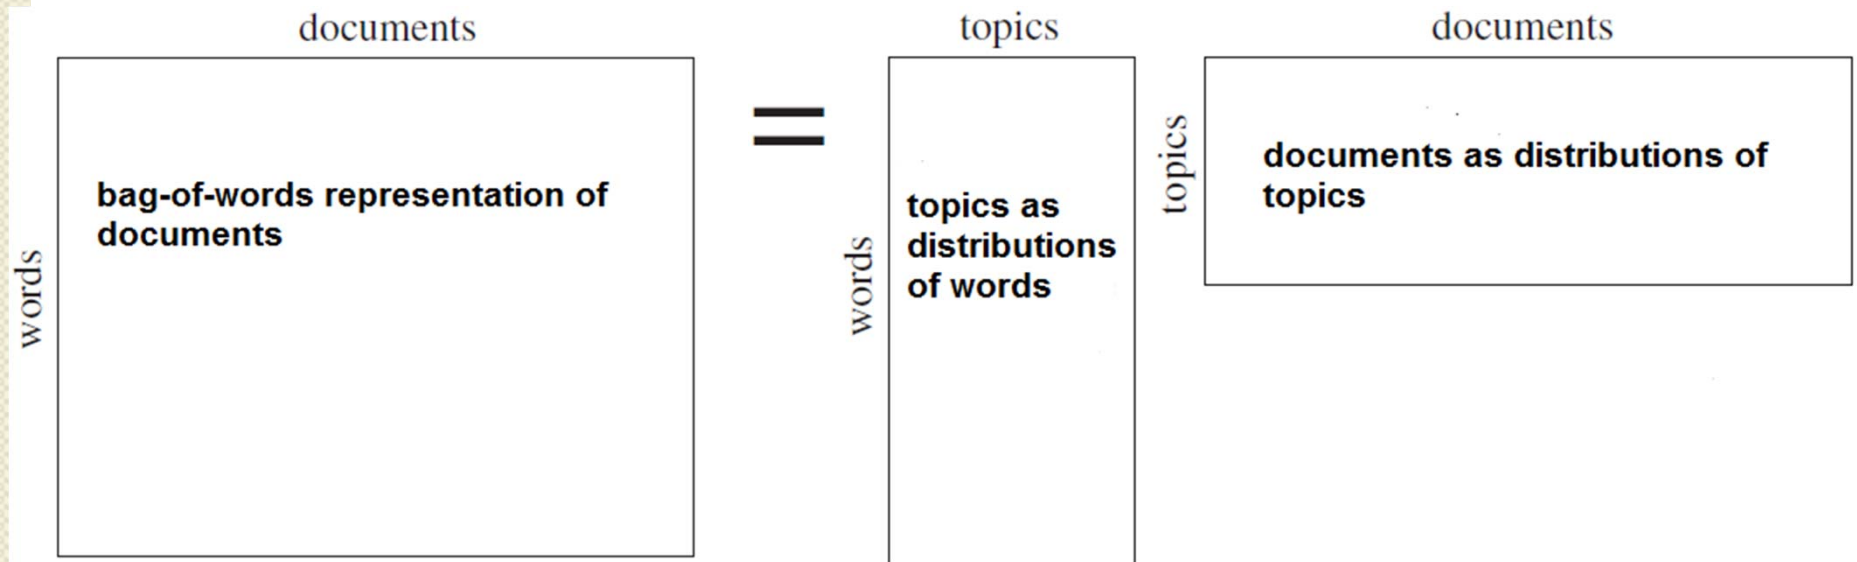 documents
words
bag-of-words representation of
documents
=
topics
words
topics as
distributions
of words
documents
topics
documents as distributions of
topics